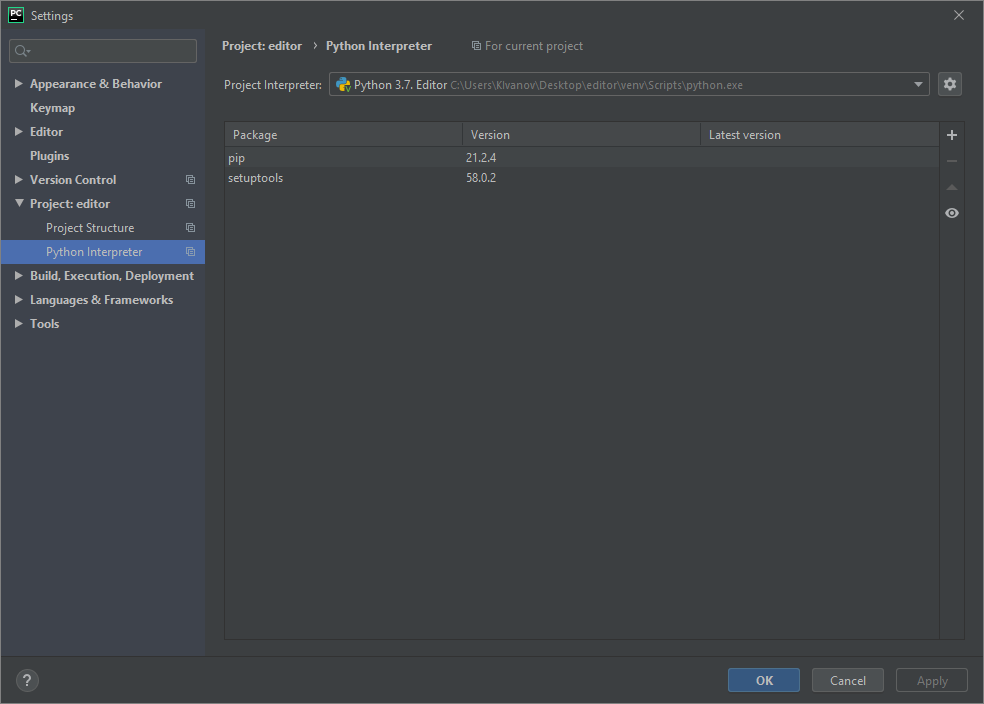 PC Settings
Project: editor › Python Interpreter For current project
Project Interpreter: Python 3.7. Editor C:\Users\KIvanov\Desktop\editor\venv\Scripts\python.exe
Appearance & Behavior
Keymap
Editor
Plugins
Version Control
Project: editor
Project Structure
Python Interpreter
Build, Execution, Deployment
Languages & Frameworks
Tools
Package Version Latest version
pip 21.2.4
setuptools 58.0.2
? OK Cancel Apply